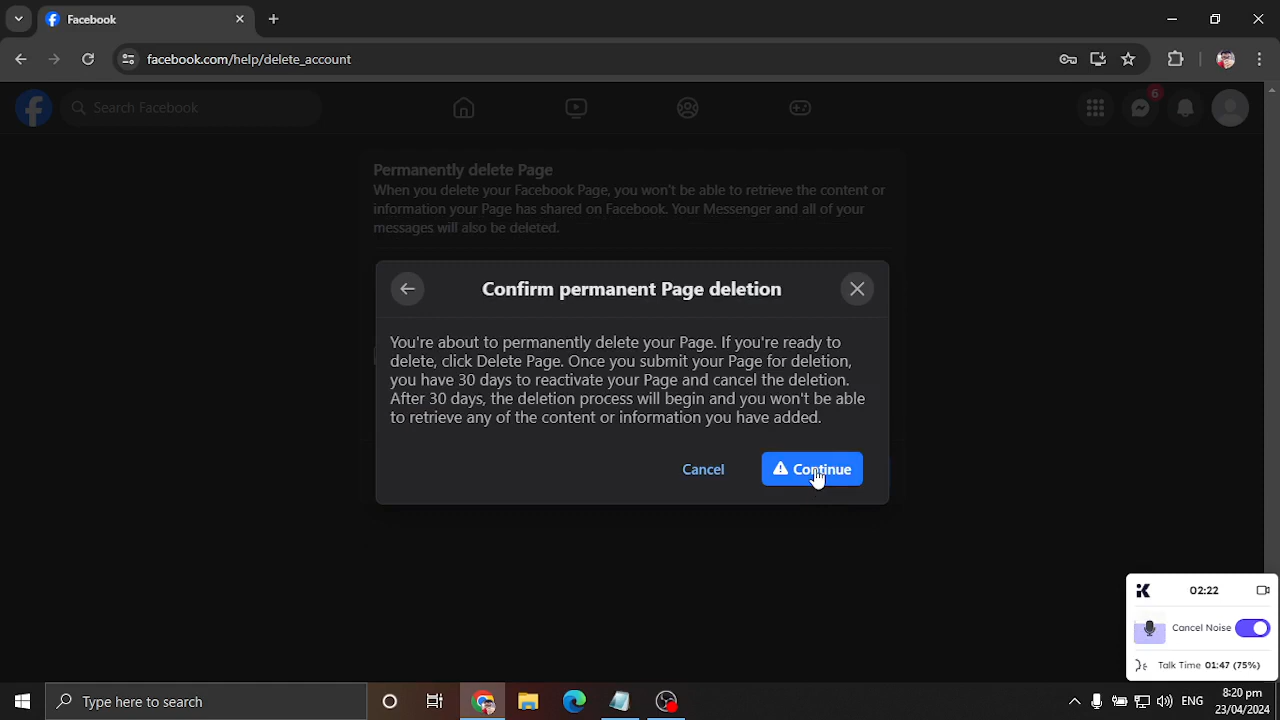 Facebook
facebook.com/help/delete_account
Search Facebook
6
Permanently delete Page
When you delete your Facebook Page, you won't be able to retrieve the content or
information your Page has shared on Facebook. Your Messenger and all of your
messages will also be deleted.
Confirm permanent Page deletion
You're about to permanently delete your Page. If you're ready to
delete, click Delete Page. Once you submit your Page for deletion,
you have 30 days to reactivate your Page and cancel the deletion.
After 30 days, the deletion process will begin and you won't be able
to retrieve any of the content or information you have added.
Cancel
Continue
02:22
Cancel Noise
Talk Time 01:47 (75%)
Type here to search
ENG
8:20 pm
23/04/2024